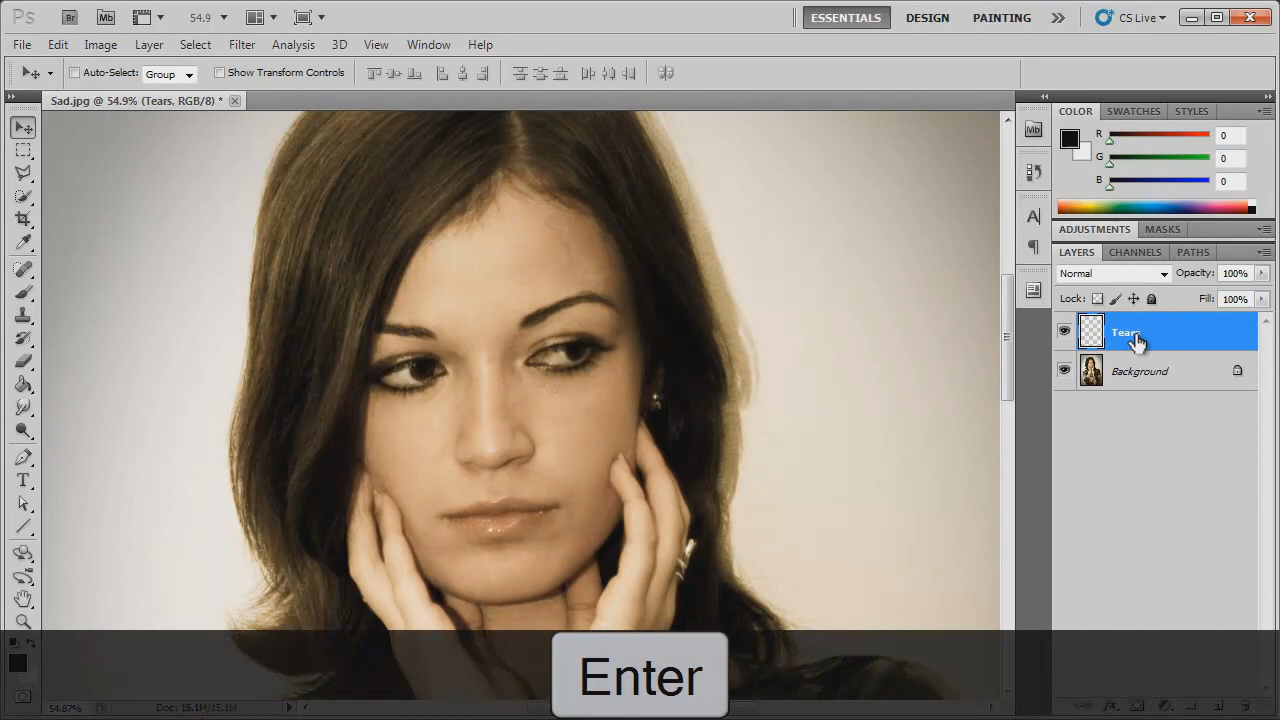 Ps Br Mb 54.9 ESSENTIALS DESIGN PAINTING CS Live
File Edit Image Layer Select Filter Analysis 3D View Window Help
Auto-Select: Group Show Transform Controls
Sad.jpg @ 54.9% (Tears, RGB/8) *
COLOR SWATCHES STYLES
Mb
R 0
G 0
B 0
ADJUSTMENTS MASKS
LAYERS CHANNELS PATHS
Normal Opacity: 100%
Lock: Fill: 100%
Tears
Background
Enter
54.87% Doc: 15.1M/15.1M